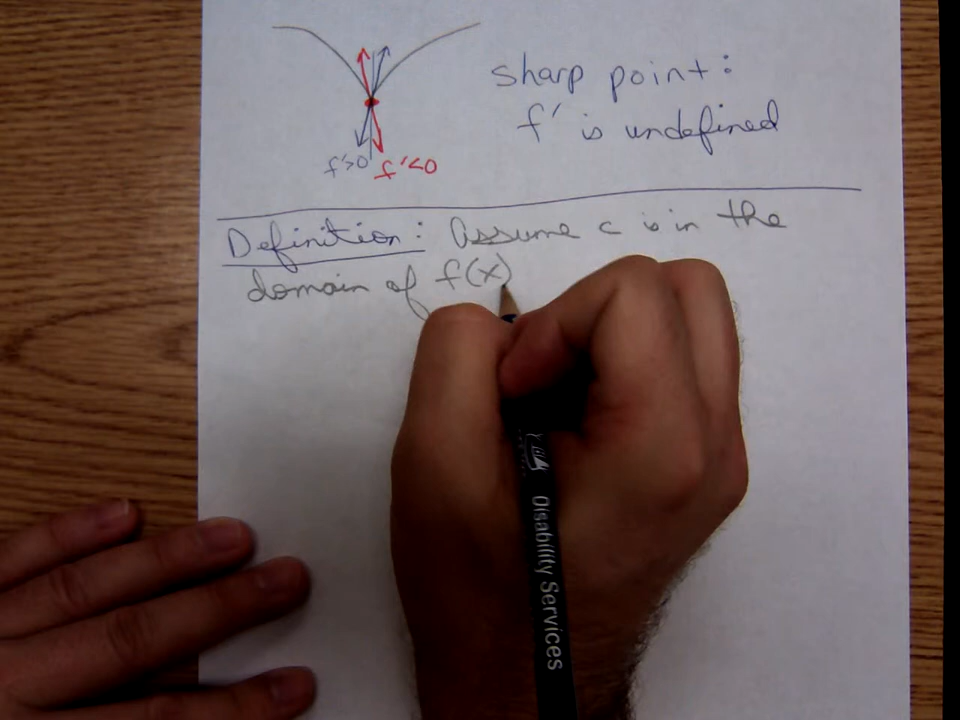 sharp point:
f' is undefined
f'>0 f'<0
Definition: Assume c is in the
domain of f(x)
Disability Services